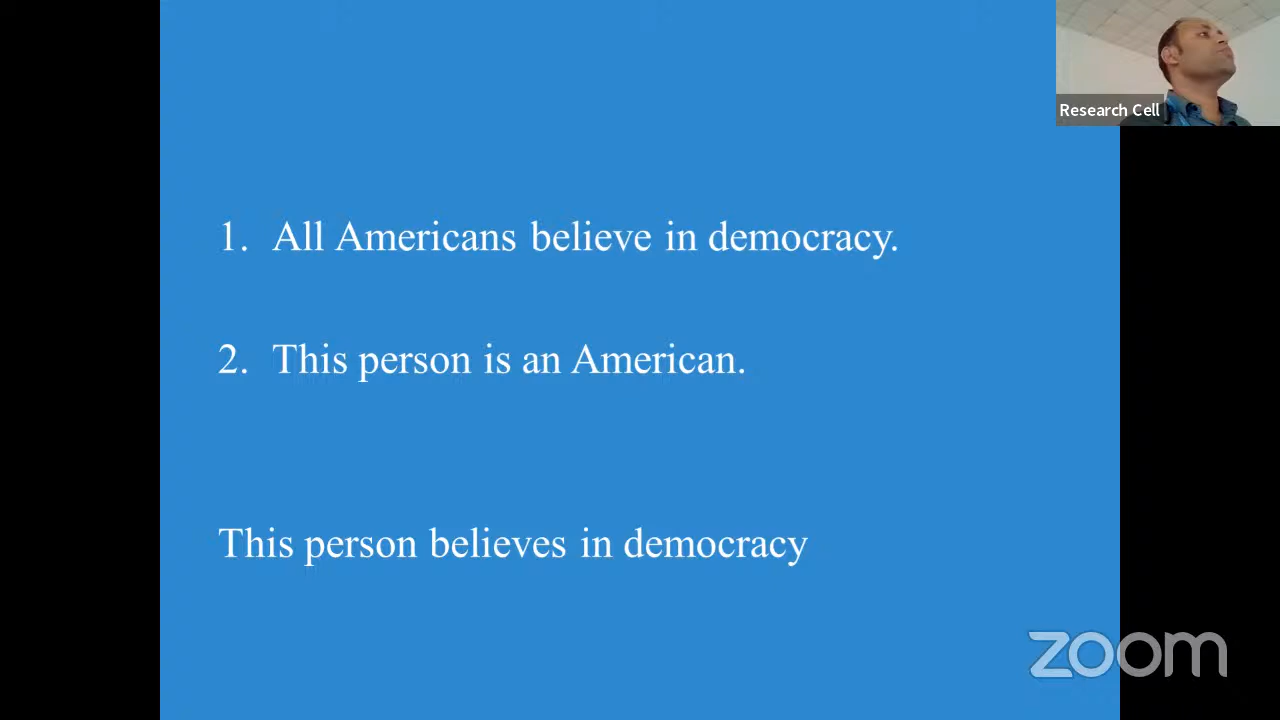 Research Cell
1. All Americans believe in democracy.
2. This person is an American.
This person believes in democracy
zoom